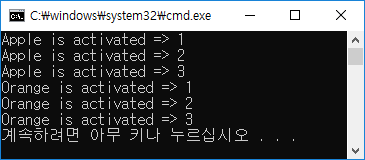 C:₩windows₩system32₩cmd.exe
Apple is activated => 1
Apple is activated => 2
Apple is activated => 3
Orange is activated => 1
Orange is activated => 2
Orange is activated => 3
계속하려면 아무 키나 누르십시오 . . .